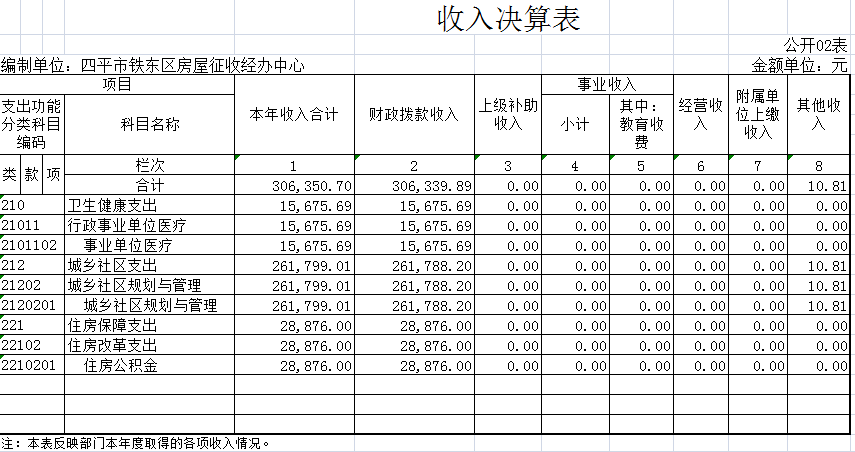 收入决算表
公开02表
编制单位：四平市铁东区房屋征收经办中心 金额单位：元
项目 本年收入合计 财政拨款收入 上级补助收入 事业收入 经营收入 附属单位上缴收入 其他收入
支出功能分类科目编码 科目名称 小计 其中：教育收费
类 款 项 栏次 1 2 3 4 5 6 7 8
合计 306,350.70 306,339.89 0.00 0.00 0.00 0.00 0.00 10.81
210 卫生健康支出 15,675.69 15,675.69 0.00 0.00 0.00 0.00 0.00 0.00
21011 行政事业单位医疗 15,675.69 15,675.69 0.00 0.00 0.00 0.00 0.00 0.00
2101102 事业单位医疗 15,675.69 15,675.69 0.00 0.00 0.00 0.00 0.00 0.00
212 城乡社区支出 261,799.01 261,788.20 0.00 0.00 0.00 0.00 0.00 10.81
21202 城乡社区规划与管理 261,799.01 261,788.20 0.00 0.00 0.00 0.00 0.00 10.81
2120201 城乡社区规划与管理 261,799.01 261,788.20 0.00 0.00 0.00 0.00 0.00 10.81
221 住房保障支出 28,876.00 28,876.00 0.00 0.00 0.00 0.00 0.00 0.00
22102 住房改革支出 28,876.00 28,876.00 0.00 0.00 0.00 0.00 0.00 0.00
2210201 住房公积金 28,876.00 28,876.00 0.00 0.00 0.00 0.00 0.00 0.00
注：本表反映部门本年度取得的各项收入情况。